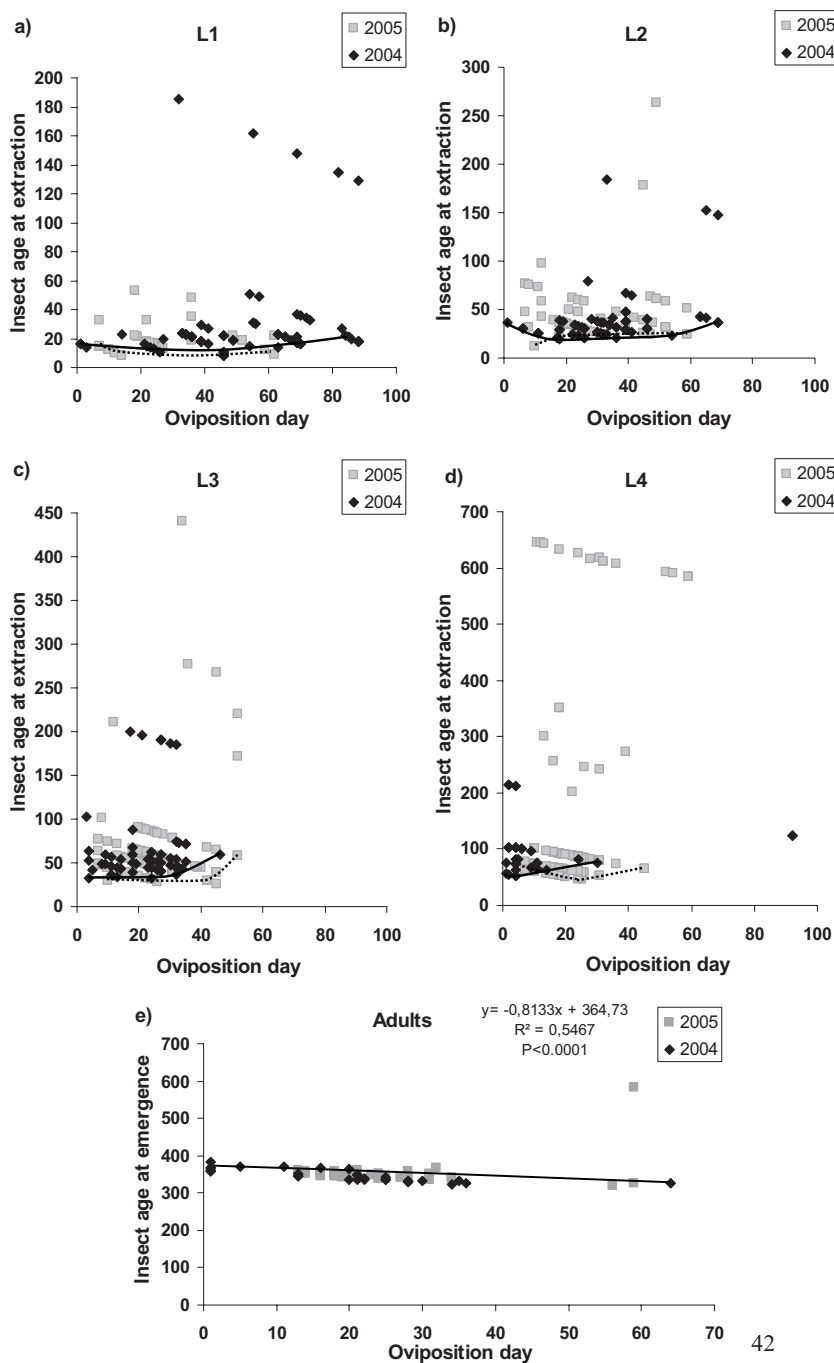 a)
L1
2005
2004
Insect age at extraction
200
180
160
140
120
100
80
60
40
20
0
0 20 40 60 80 100
Oviposition day
b)
L2
2005
2004
Insect age at extraction
300
250
200
150
100
50
0
0 20 40 60 80 100
Oviposition day
c)
L3
2005
2004
Insect age at extraction
450
400
350
300
250
200
150
100
50
0
0 20 40 60 80 100
Oviposition day
d)
L4
2005
2004
Insect age at extraction
700
600
500
400
300
200
100
0
0 20 40 60 80 100
Oviposition day
e)
Adults
y= -0,8133x + 364,73
R² = 0,5467
P<0.0001
2005
2004
Insect age at emergence
700
600
500
400
300
200
100
0
0 10 20 30 40 50 60 70
Oviposition day
42